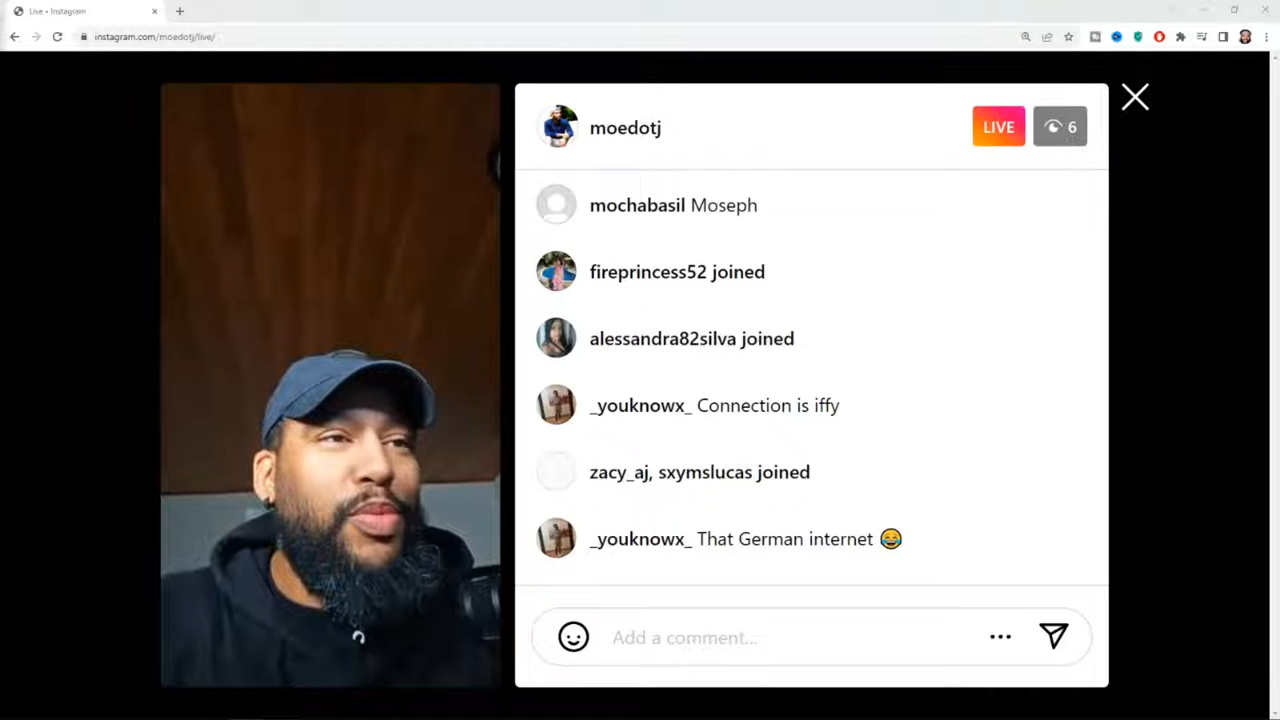 Live • Instagram
instagram.com/moedotj/live/
moedotj
LIVE
6
mochabasil Moseph
fireprincess52 joined
alessandra82silva joined
_youknowx_ Connection is iffy
zacy_aj, sxymslucas joined
_youknowx_ That German internet 😂
Add a comment...